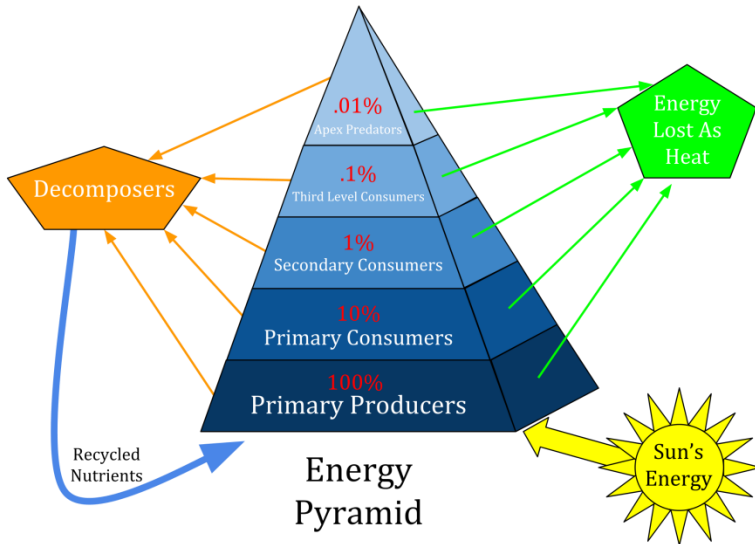 .01%
Apex Predators
Energy
Lost As
Heat
Decomposers
.1%
Third Level Consumers
1%
Secondary Consumers
10%
Primary Consumers
100%
Primary Producers
Recycled
Nutrients
Sun's
Energy
Energy
Pyramid